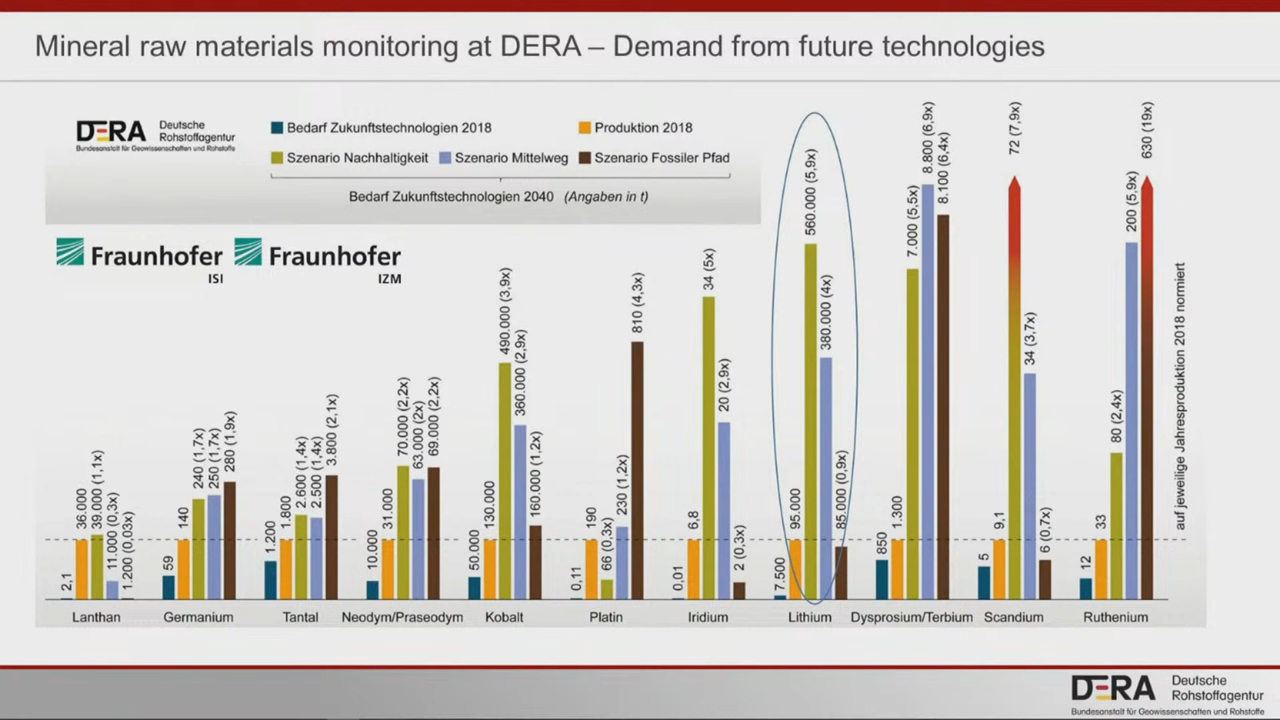 Mineral raw materials monitoring at DERA – Demand from future technologies
DERA
Deutsche
Rohstoffagentur
Bundesanstalt für Geowissenschaften und Rohstoffe
Bedarf Zukunftstechnologien 2018
Produktion 2018
Szenario Nachhaltigkeit
Szenario Mittelweg
Szenario Fossiler Pfad
Bedarf Zukunftstechnologien 2040 (Angaben in t)
Fraunhofer
ISI
Fraunhofer
IZM
2,1
36.000
39.000 (1,1x)
11.000 (0,3x)
1.200 (0,03x)
59
140
240 (1,7x)
250 (1,7x)
280 (1,9x)
1.200
1.800
2.600 (1,4x)
2.500 (1,4x)
3.800 (2,1x)
10.000
31.000
70.000 (2,2x)
63.000 (2x)
69.000 (2,2x)
50.000
130.000
490.000 (3,9x)
360.000 (2,9x)
160.000 (1,2x)
0,11
190
66 (0,3x)
230 (1,2x)
810 (4,3x)
0,01
6.8
34 (5x)
20 (2,9x)
2 (0,3x)
7.500
95.000
560.000 (5,9x)
380.000 (4x)
85.000 (0,9x)
850
1.300
7.000 (5,5x)
8.800 (6,9x)
8.100 (6,4x)
5
9,1
72 (7,9x)
34 (3,7x)
6 (0,7x)
12
33
80 (2,4x)
200 (5,9x)
630 (19x)
auf jeweilige Jahresproduktion 2018 normiert
Lanthan
Germanium
Tantal
Neodym/Praseodym
Kobalt
Platin
Iridium
Lithium
Dysprosium/Terbium
Scandium
Ruthenium
DERA
Deutsche
Rohstoffagentur
Bundesanstalt für Geowissenschaften und Rohstoffe